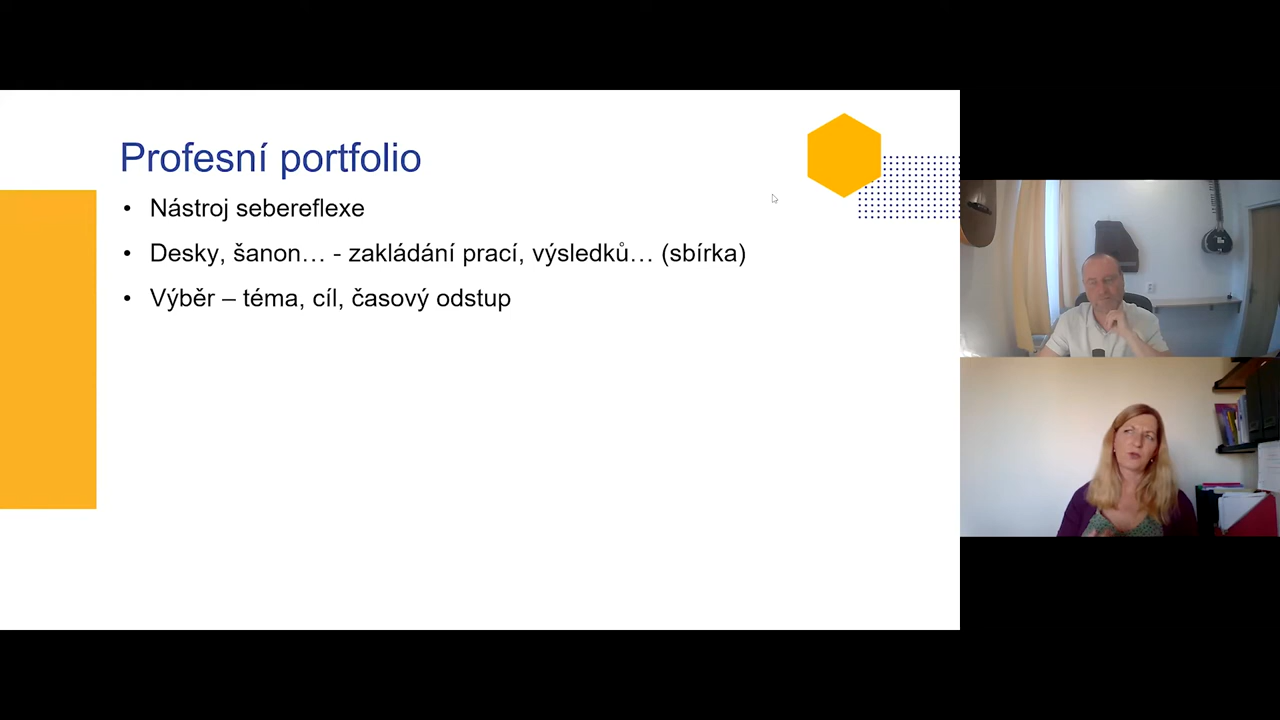 Profesní portfolio
• Nástroj sebereflexe
• Desky, šanon… - zakládání prací, výsledků… (sbírka)
• Výběr – téma, cíl, časový odstup